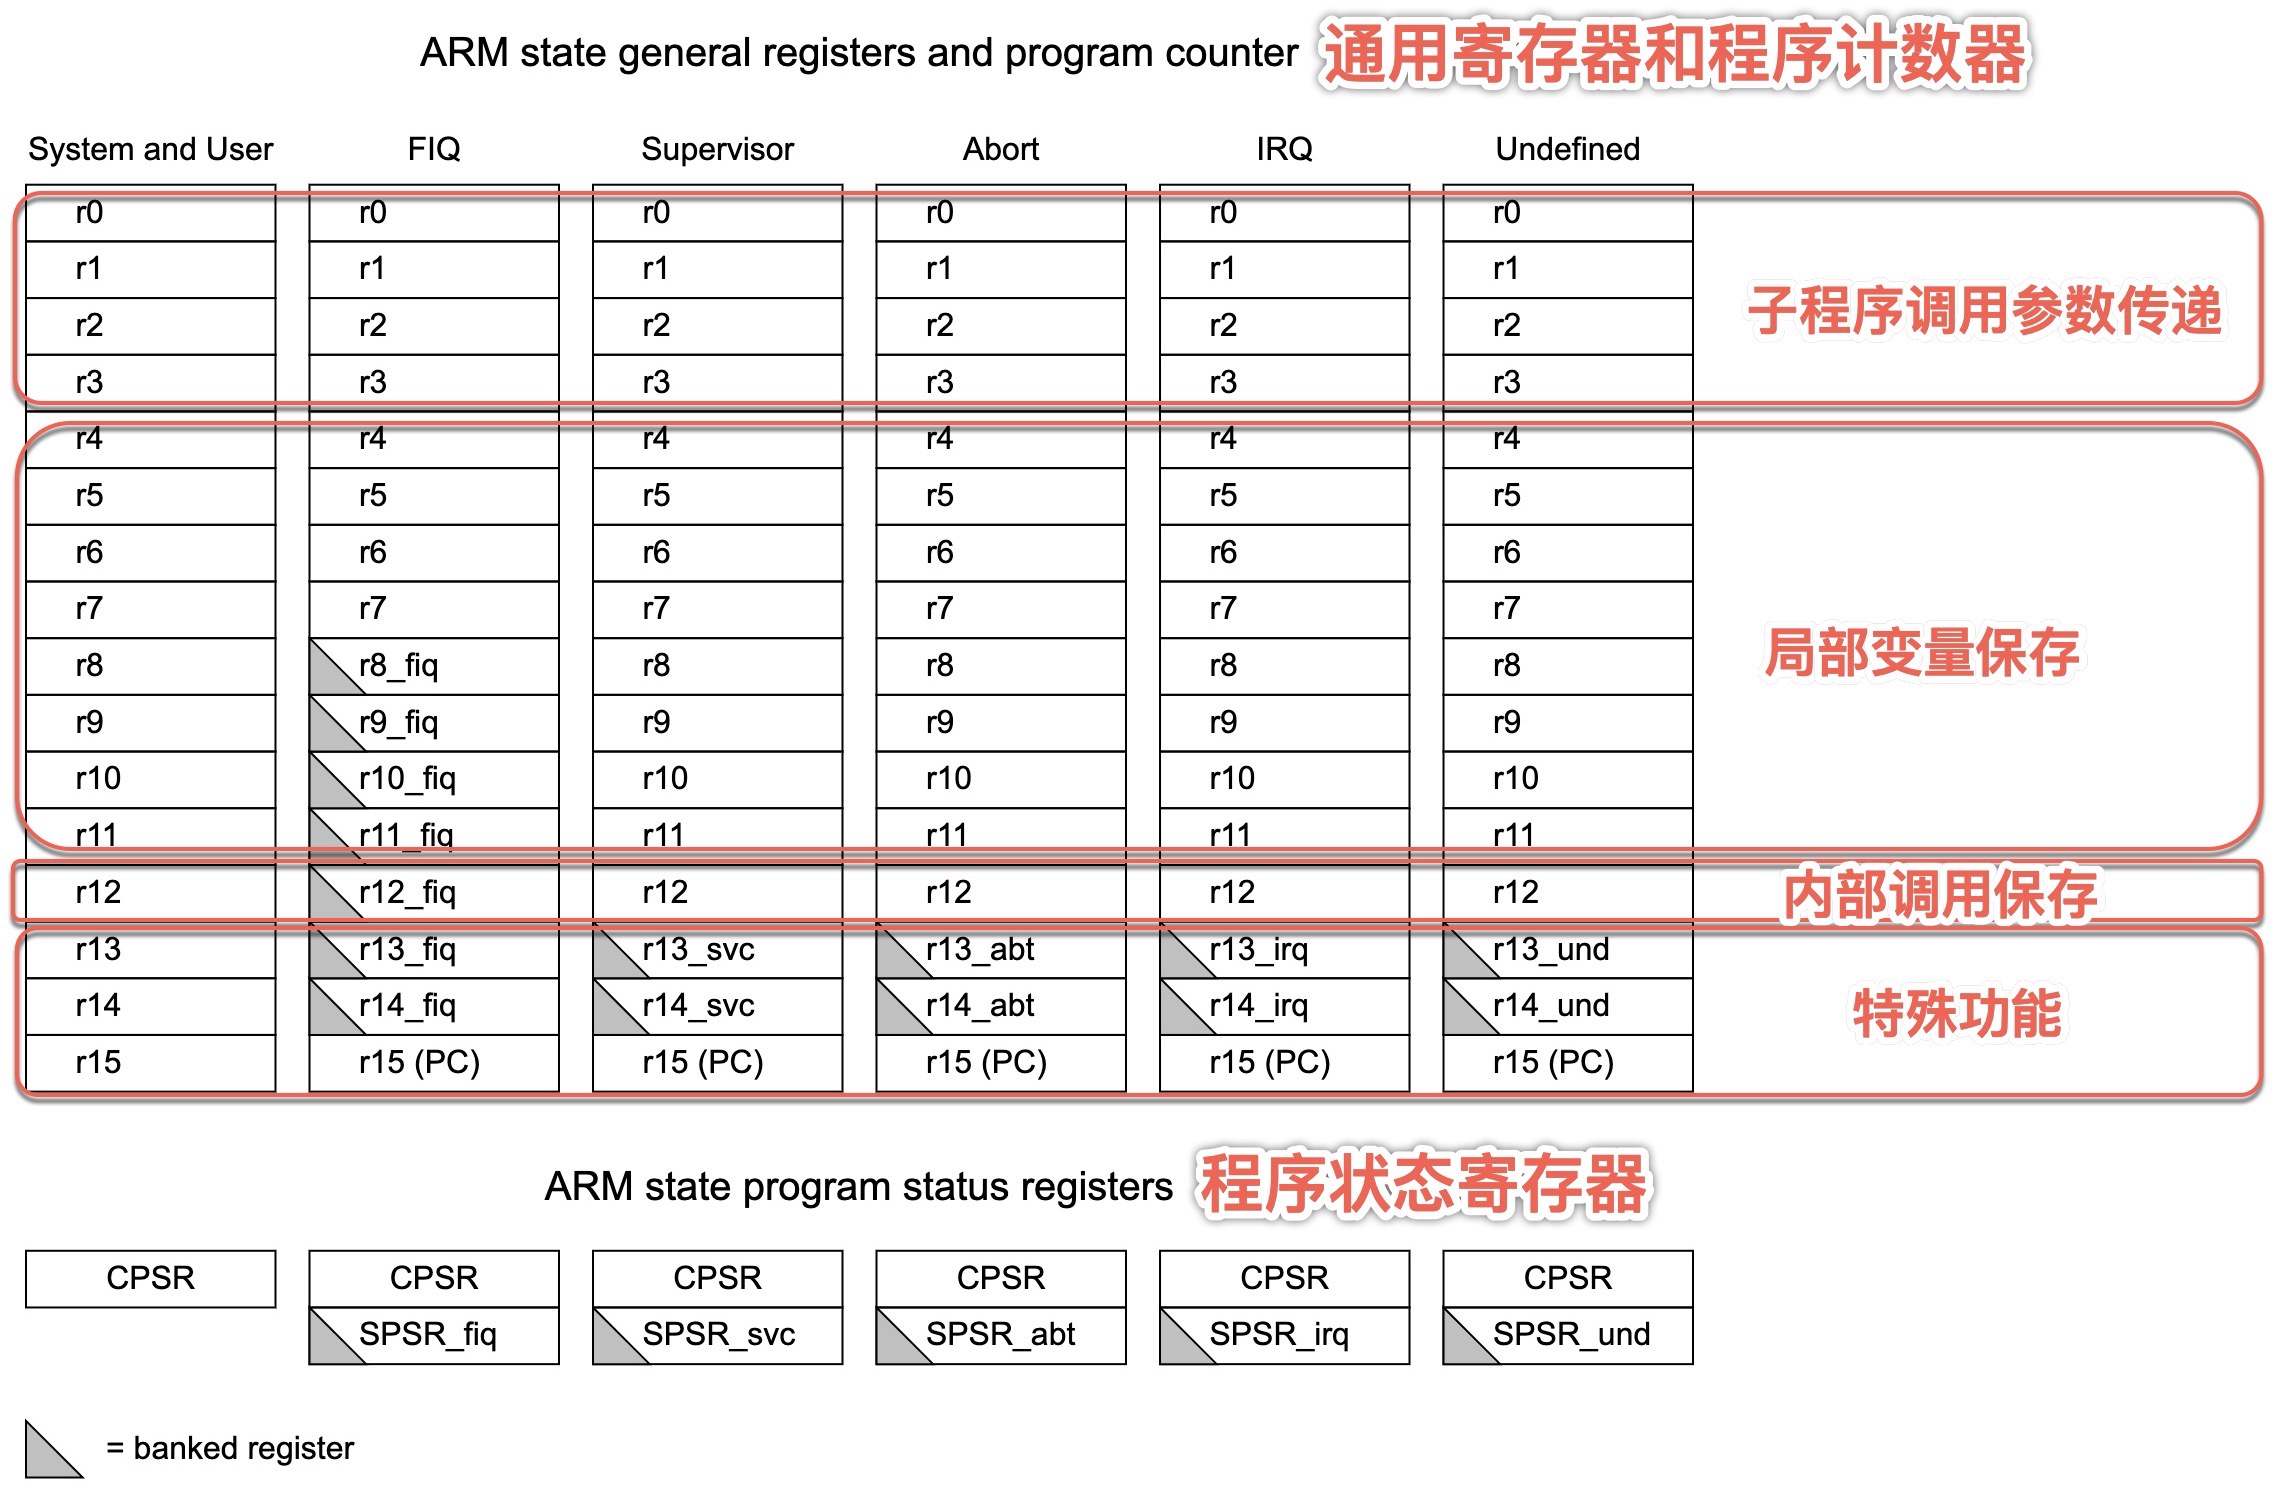 ARM state general registers and program counter 通用寄存器和程序计数器
System and User FIQ Supervisor Abort IRQ Undefined
r0 r0 r0 r0 r0 r0
r1 r1 r1 r1 r1 r1
子程序调用参数传递
r2 r2 r2 r2 r2 r2
r3 r3 r3 r3 r3 r3
r4 r4 r4 r4 r4 r4
r5 r5 r5 r5 r5 r5
r6 r6 r6 r6 r6 r6
r7 r7 r7 r7 r7 r7
局部变量保存
r8 r8_fiq r8 r8 r8 r8
r9 r9_fiq r9 r9 r9 r9
r10 r10_fiq r10 r10 r10 r10
r11 r11_fiq r11 r11 r11 r11
r12 r12_fiq r12 r12 r12 r12 内部调用保存
r13 r13_fiq r13_svc r13_abt r13_irq r13_und
r14 r14_fiq r14_svc r14_abt r14_irq r14_und 特殊功能
r15 r15 (PC) r15 (PC) r15 (PC) r15 (PC) r15 (PC)
ARM state program status registers 程序状态寄存器
CPSR CPSR CPSR CPSR CPSR CPSR
SPSR_fiq SPSR_svc SPSR_abt SPSR_irq SPSR_und
= banked register